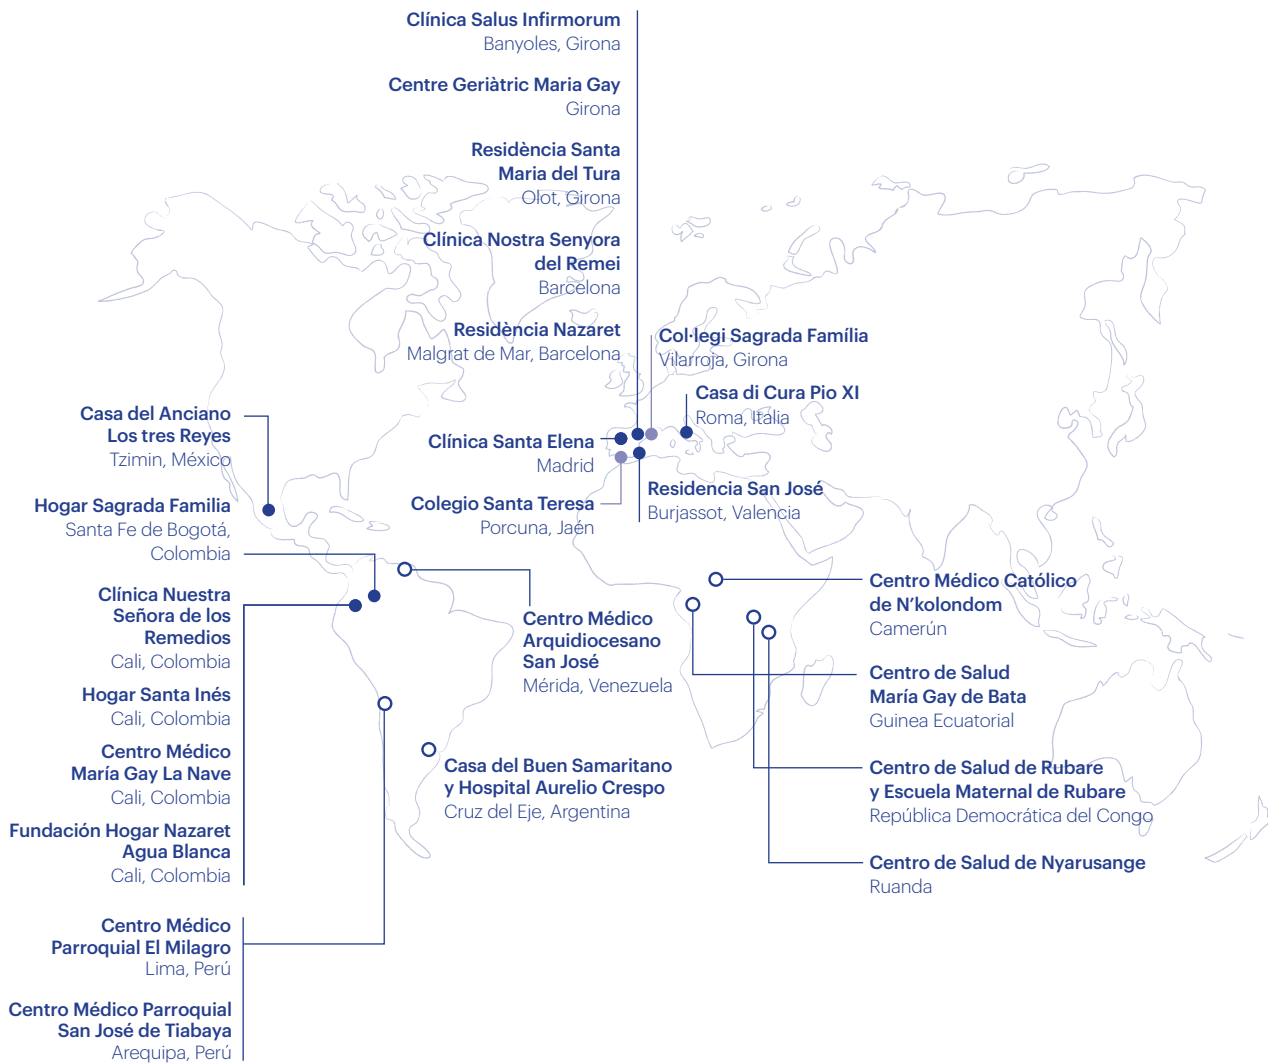 Clínica Salus Infirmorum
Banyoles, Girona
Centre Geriàtric Maria Gay
Girona
Residència Santa
Maria del Tura
Olot, Girona
Clínica Nostra Senyora
del Remei
Barcelona
Residència Nazaret
Malgrat de Mar, Barcelona
Col·legi Sagrada Família
Vilarroja, Girona
Casa di Cura Pio XI
Roma, Italia
Clínica Santa Elena
Madrid
Colegio Santa Teresa
Porcuna, Jaén
Residencia San José
Burjassot, Valencia
Casa del Anciano
Los tres Reyes
Tzimin, México
Hogar Sagrada Familia
Santa Fe de Bogotá,
Colombia
Clínica Nuestra
Señora de los
Remedios
Cali, Colombia
Hogar Santa Inés
Cali, Colombia
Centro Médico
María Gay La Nave
Cali, Colombia
Fundación Hogar Nazaret
Agua Blanca
Cali, Colombia
Centro Médico
Parroquial El Milagro
Lima, Perú
Centro Médico Parroquial
San José de Tiabaya
Arequipa, Perú
Centro Médico
Arquidiocesano
San José
Mérida, Venezuela
Casa del Buen Samaritano
y Hospital Aurelio Crespo
Cruz del Eje, Argentina
Centro Médico Católico
de N'kolondom
Camerún
Centro de Salud
María Gay de Bata
Guinea Ecuatorial
Centro de Salud de Rubare
y Escuela Maternal de Rubare
República Democrática del Congo
Centro de Salud de Nyarusange
Ruanda